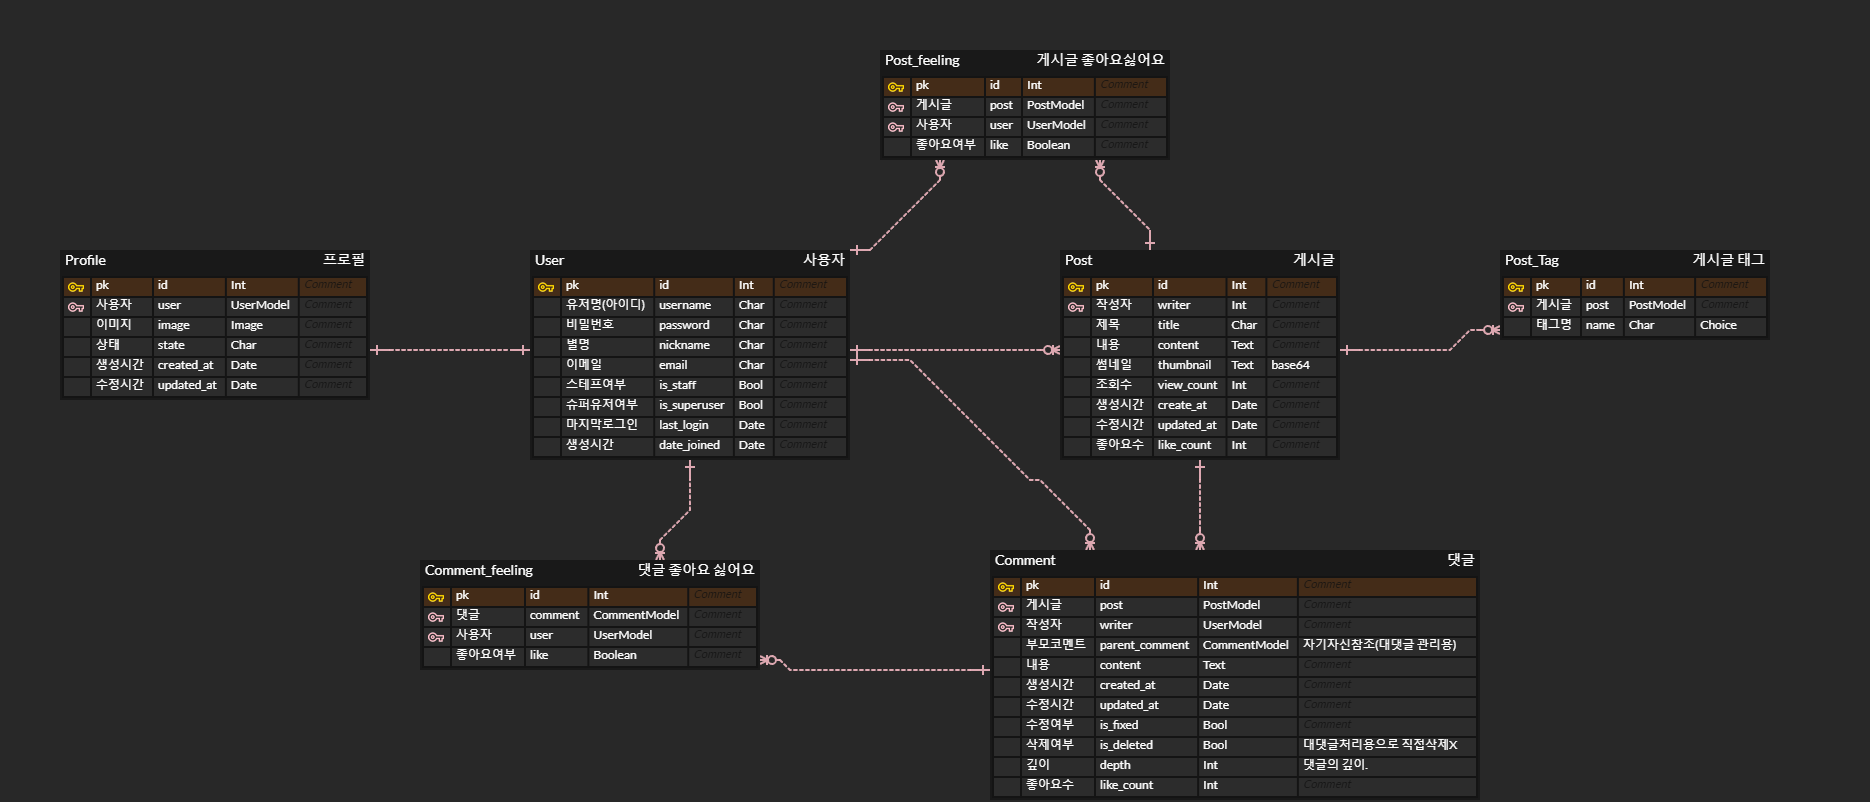 Post_feeling 게시글 좋아요싫어요
pk id Int Comment
게시글 post PostModel Comment
사용자 user UserModel Comment
좋아요여부 like Boolean Comment
Profile 프로필
pk id Int Comment
사용자 user UserModel Comment
이미지 image Image Comment
상태 state Char Comment
생성시간 created_at Date Comment
수정시간 updated_at Date Comment
User 사용자
pk id Int Comment
유저명(아이디) username Char Comment
비밀번호 password Char Comment
별명 nickname Char Comment
이메일 email Char Comment
스테프여부 is_staff Bool Comment
슈퍼유저여부 is_superuser Bool Comment
마지막로그인 last_login Date Comment
생성시간 date_joined Date Comment
Post 게시글
pk id Int Comment
작성자 writer Int Comment
제목 title Char Comment
내용 content Text Comment
썸네일 thumbnail Text base64
조회수 view_count Int Comment
생성시간 create_at Date Comment
수정시간 updated_at Date Comment
좋아요수 like_count Int Comment
Post_Tag 게시글 태그
pk id Int Comment
게시글 post PostModel Comment
태그명 name Char Choice
Comment_feeling 댓글 좋아요 싫어요
pk id Int Comment
댓글 comment CommentModel Comment
사용자 user UserModel Comment
좋아요여부 like Boolean Comment
Comment 댓글
pk id Int Comment
게시글 post PostModel Comment
작성자 writer UserModel Comment
부모코멘트 parent_comment CommentModel 자기자신참조(대댓글 관리용)
내용 content Text Comment
생성시간 created_at Date Comment
수정시간 updated_at Date Comment
수정여부 is_fixed Bool Comment
삭제여부 is_deleted Bool 대댓글처리용으로 직접삭제X
깊이 depth Int 댓글의 깊이.
좋아요수 like_count Int Comment